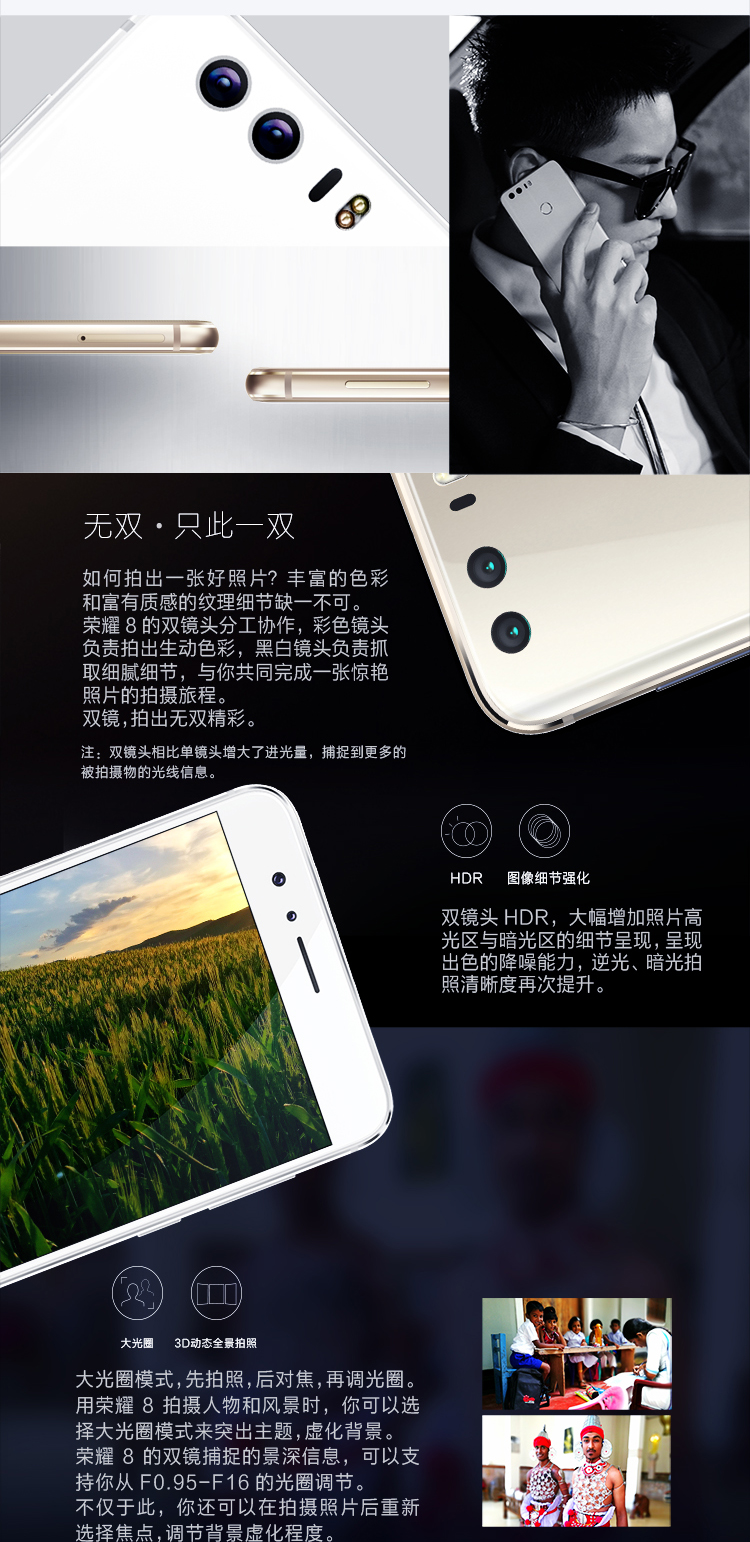 无双·只此一双
如何拍出一张好照片？丰富的色彩
和富有质感的纹理细节缺一不可。
荣耀 8 的双镜头分工协作，彩色镜头
负责拍出生动色彩，黑白镜头负责抓
取细腻细节，与你共同完成一张惊艳
照片的拍摄旅程。
双镜，拍出无双精彩。
注：双镜头相比单镜头增大了进光量，捕捉到更多的
被拍摄物的光线信息。
HDR 图像细节强化
双镜头 HDR，大幅增加照片高
光区与暗光区的细节呈现，呈现
出色的降噪能力，逆光、暗光拍
照清晰度再次提升。
大光圈 3D动态全景拍照
大光圈模式，先拍照，后对焦，再调光圈。
用荣耀 8 拍摄人物和风景时，你可以选
择大光圈模式来突出主题，虚化背景。
荣耀 8 的双镜捕捉的景深信息，可以支
持你从 F0.95-F16 的光圈调节。
不仅于此，你还可以在拍摄照片后重新
选择焦点，调节背景虚化程度。